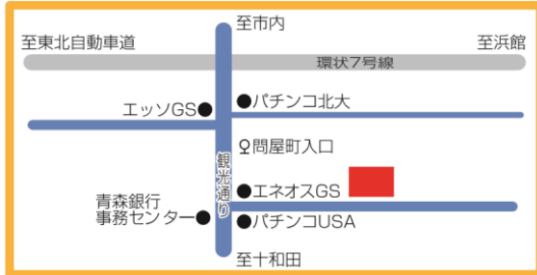 至市内
至東北自動車道
至浜館
環状7号線
エッソGS●
●パチンコ北大
問屋町入口
観光通り
●エネオスGS
青森銀行
事務センター●
●パチンコUSA
至十和田